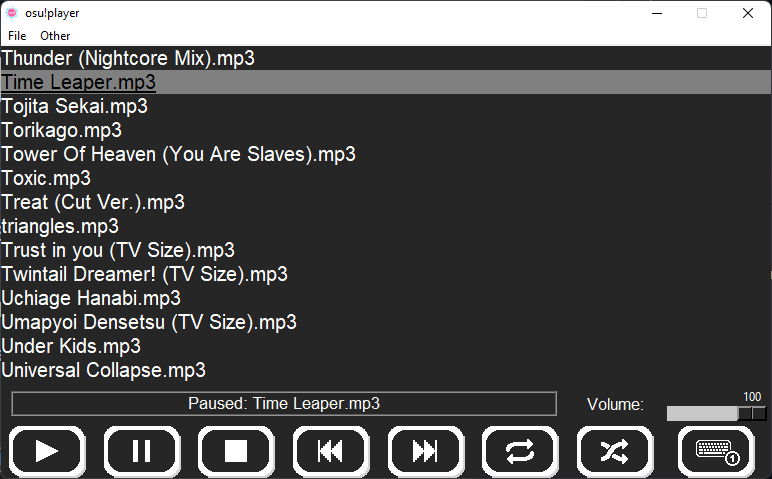 osu!player
File Other
Thunder (Nightcore Mix).mp3
Time Leaper.mp3
Tojita Sekai.mp3
Torikago.mp3
Tower Of Heaven (You Are Slaves).mp3
Toxic.mp3
Treat (Cut Ver.).mp3
triangles.mp3
Trust in you (TV Size).mp3
Twintail Dreamer! (TV Size).mp3
Uchiage Hanabi.mp3
Umapyoi Densetsu (TV Size).mp3
Under Kids.mp3
Universal Collapse.mp3
Paused: Time Leaper.mp3
Volume:
100
1